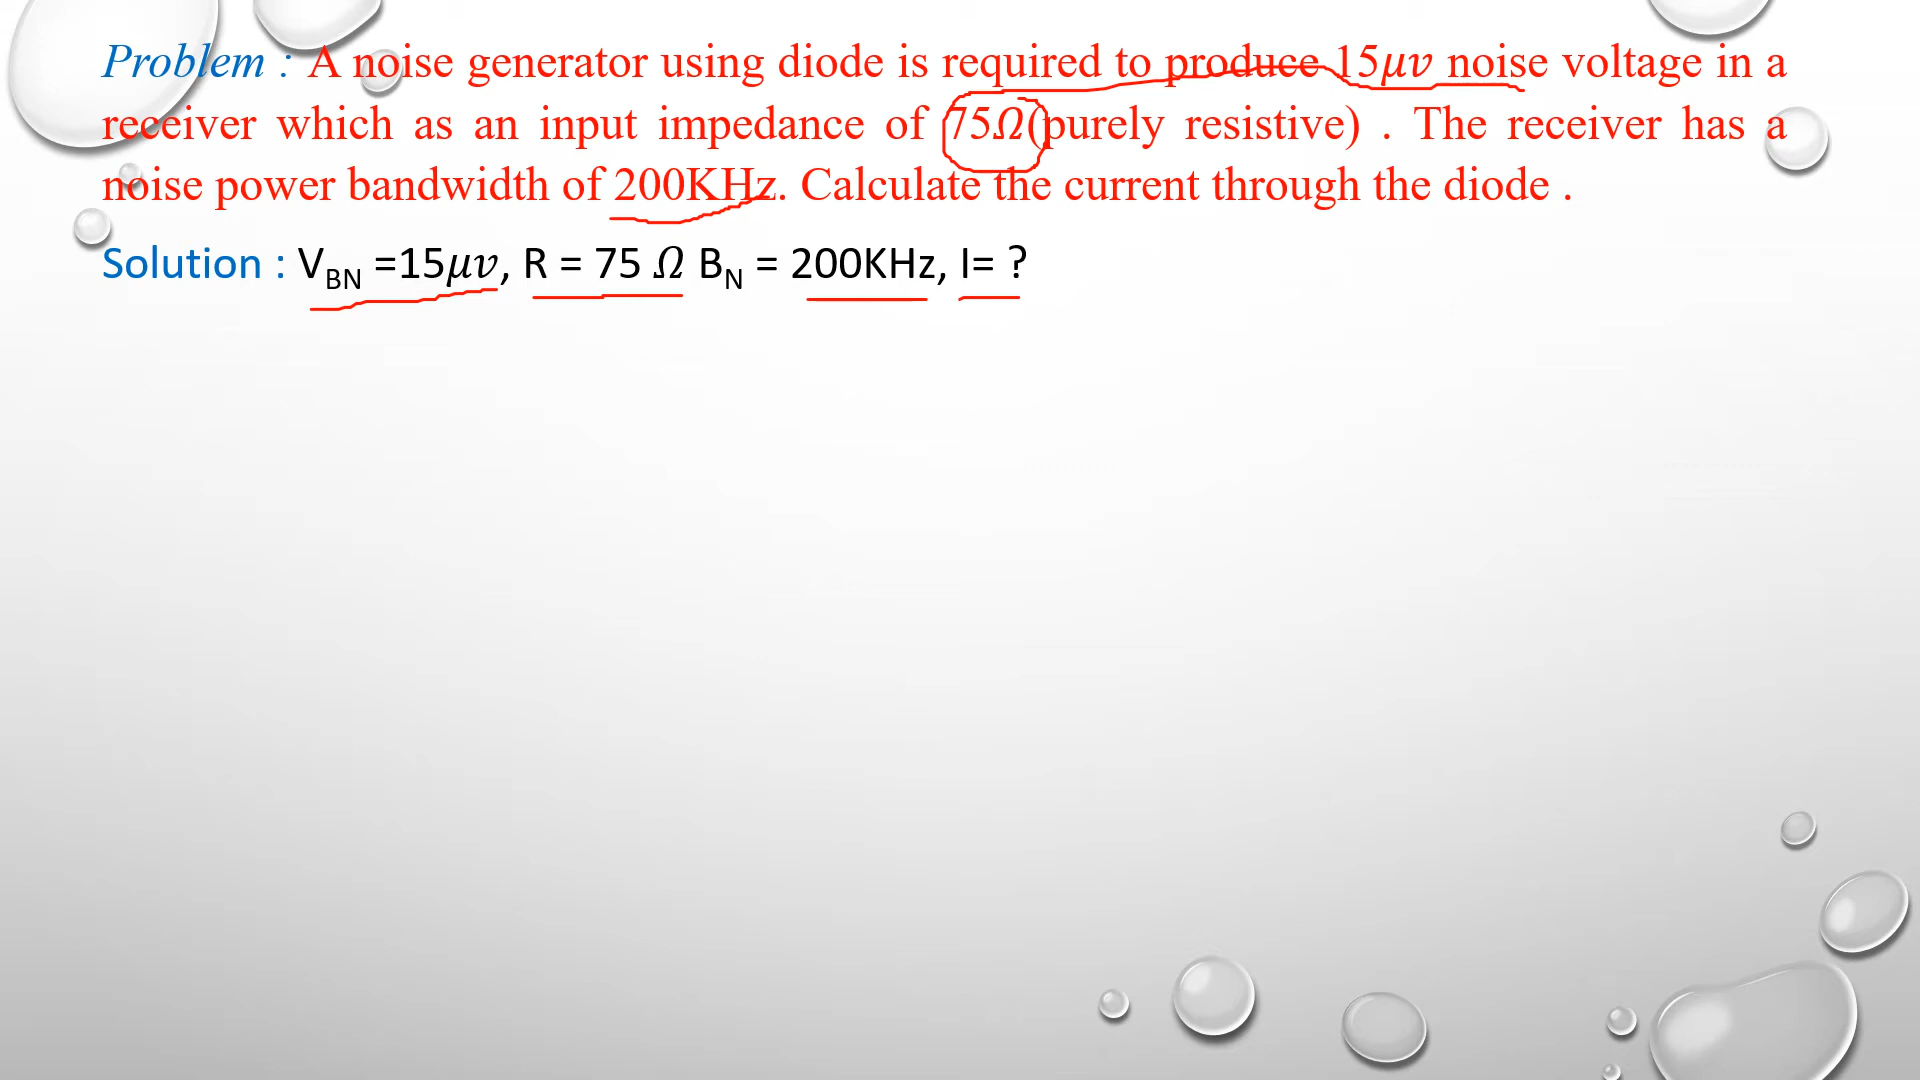 Problem : A noise generator using diode is required to produce 15μv noise voltage in a
receiver which as an input impedance of 75Ω(purely resistive) . The receiver has a
noise power bandwidth of 200KHz. Calculate the current through the diode .
Solution : VBN =15μv, R = 75 Ω BN = 200KHz, I= ?